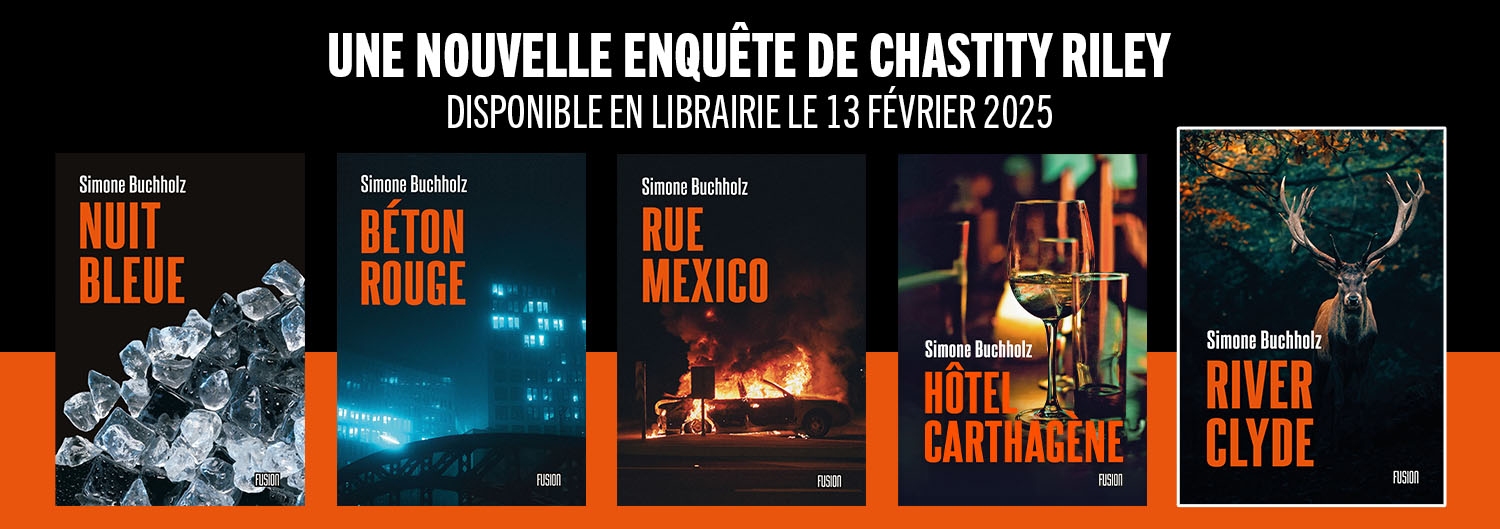 UNE NOUVELLE ENQUÊTE DE CHASTITY RILEY
DISPONIBLE EN LIBRAIRIE LE 13 FÉVRIER 2025
Simone Buchholz
NUIT
BLEUE
FUSION
Simone Buchholz
BÉTON
ROUGE
FUSION
Simone Buchholz
RUE
MEXICO
FUSION
Simone Buchholz
HÔTEL
CARTHAGÈNE
FUSION
Simone Buchholz
RIVER
CLYDE
FUSION